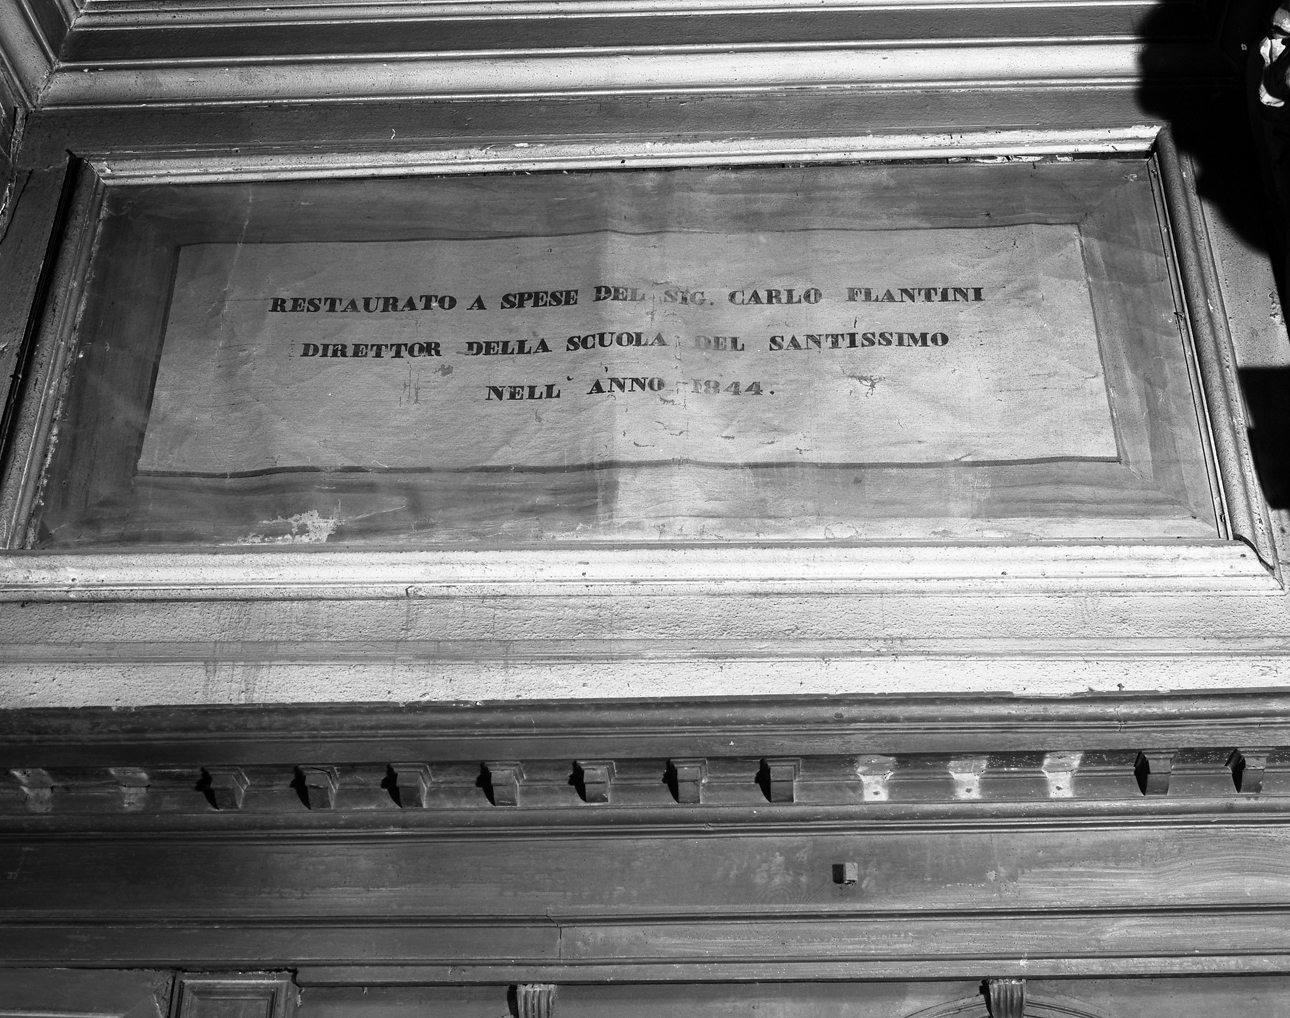 RESTAURATO A SPESE DEL SIG. CARLO FLANTINI
DIRETTOR DELLA SCUOLA DEL SANTISSIMO
NELL' ANNO 1844.